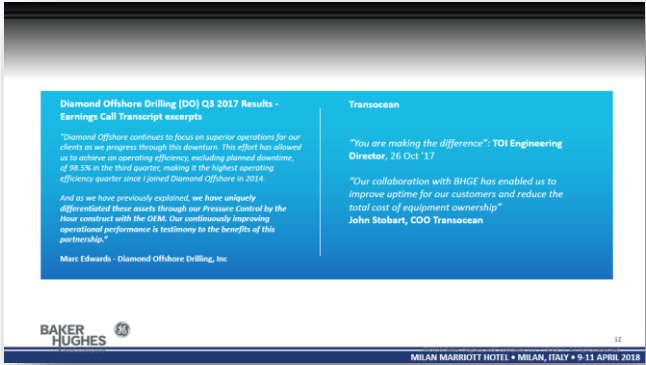 Diamond Offshore Drilling (DO) Q3 2017 Results -
Earnings Call Transcript excerpts
"Diamond Offshore continues to focus on superior operations for our
clients as we progress through this downturn. This effort has allowed
us to achieve an operating efficiency, excluding planned downtime,
of 98.5% in the third quarter, making it the highest operating
efficiency quarter since I joined Diamond Offshore in 2014.
And as we have previously explained, we have uniquely
differentiated these assets through our Pressure Control by the
Hour construct with the OEM. Our continuously improving
operational performance is testimony to the benefits of this
partnership."
Marc Edwards - Diamond Offshore Drilling, Inc
Transocean
"You are making the difference": TOI Engineering
Director, 26 Oct '17
"Our collaboration with BHGE has enabled us to
improve uptime for our customers and reduce the
total cost of equipment ownership"
John Stobart, COO Transocean
BAKER
HUGHES
12
MILAN MARRIOTT HOTEL • MILAN, ITALY • 9-11 APRIL 2018